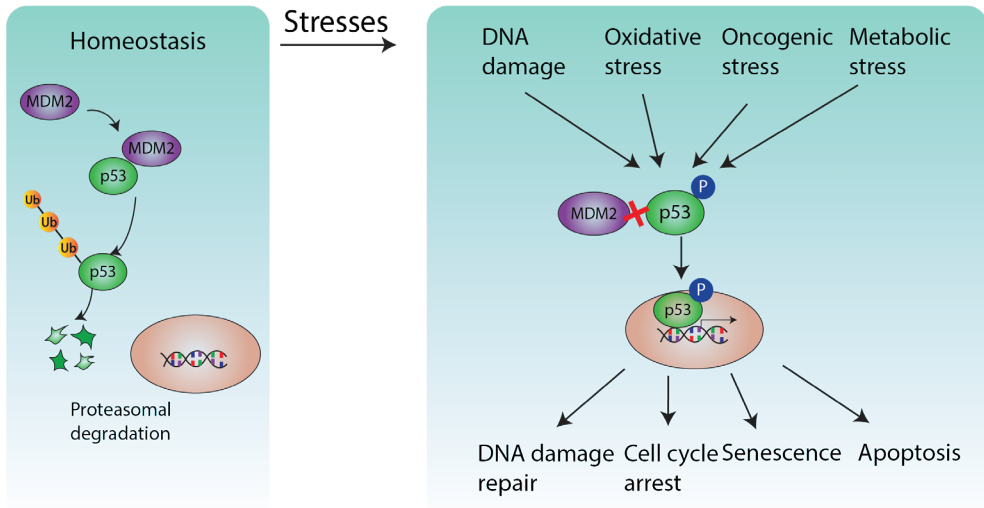 Homeostasis
MDM2
MDM2
p53
Ub
Ub
Ub
p53
Proteasomal
degradation
Stresses
DNA
damage
Oxidative
stress
Oncogenic
stress
Metabolic
stress
P
MDM2
p53
P
p53
DNA damage
repair
Cell cycle
arrest
Senescence
Apoptosis